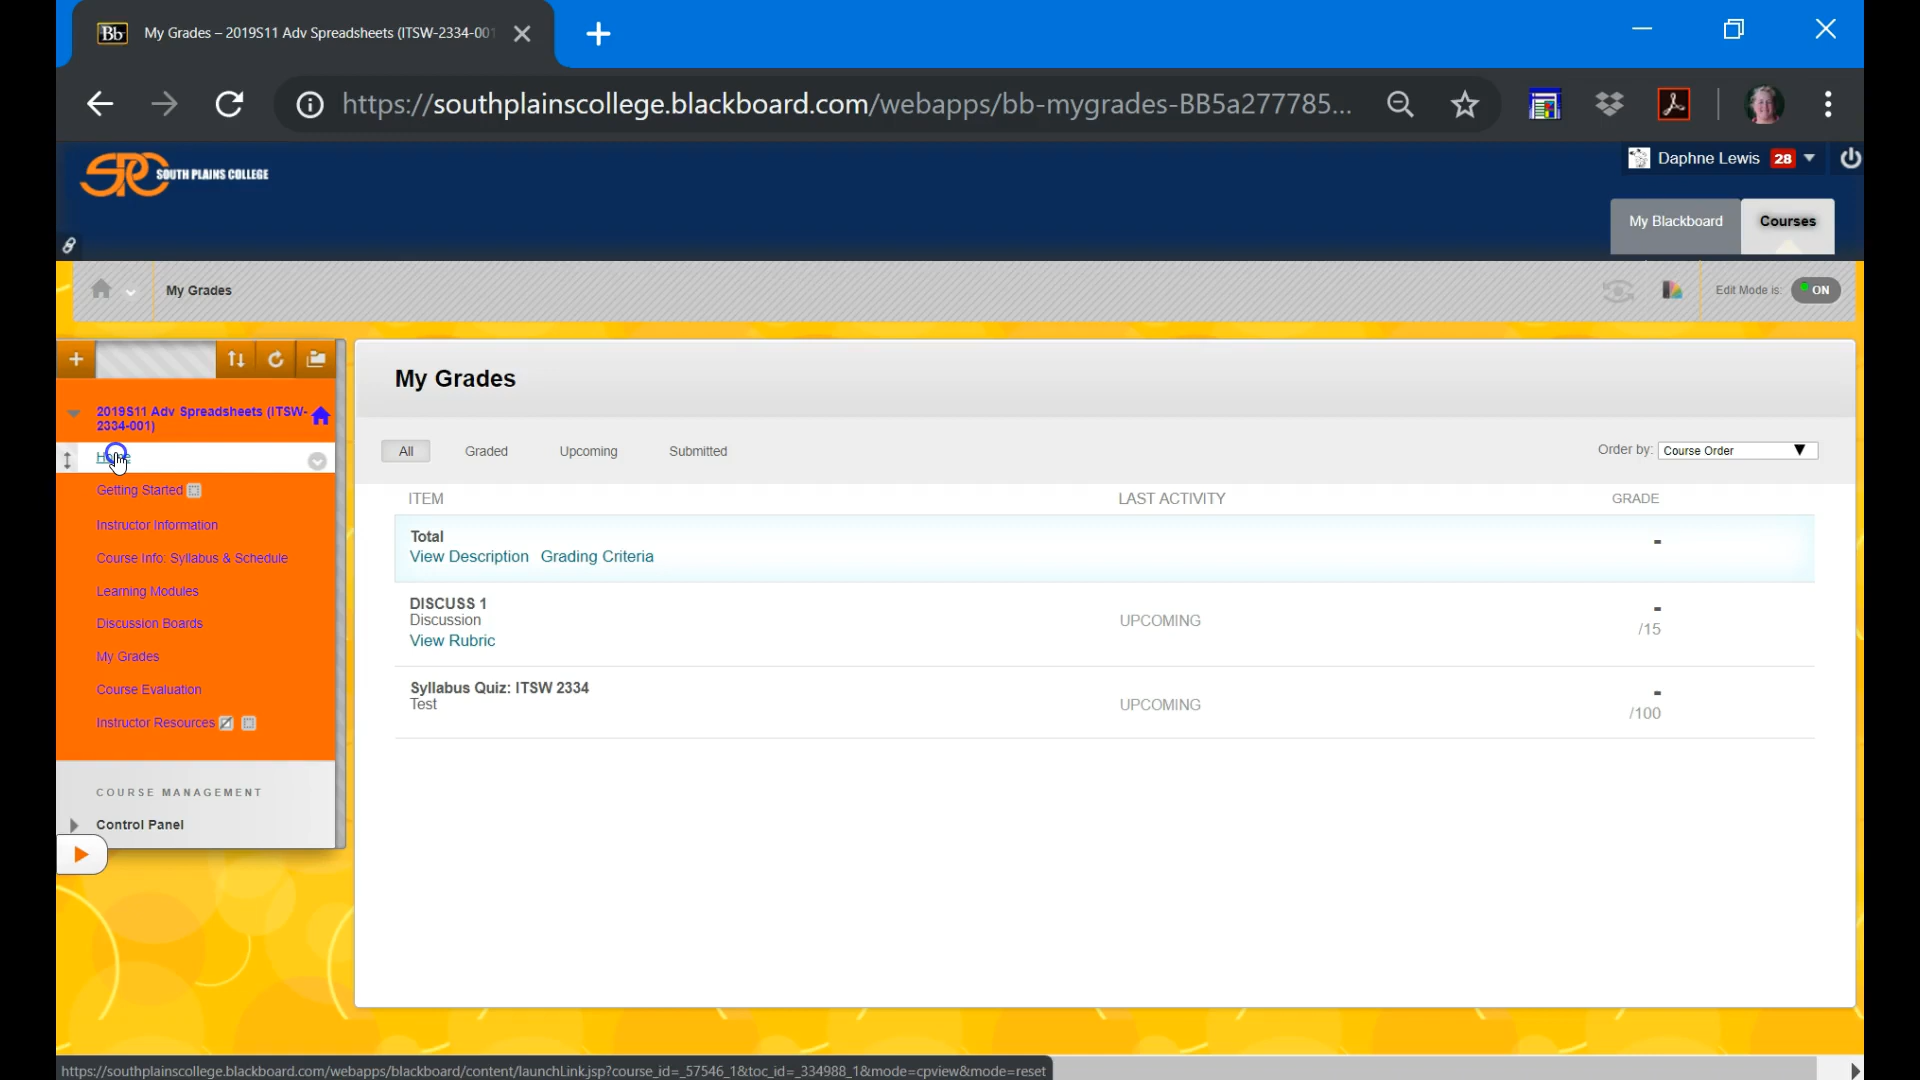 Bb My Grades – 2019S11 Adv Spreadsheets (ITSW-2334-001
https://southplainscollege.blackboard.com/webapps/bb-mygrades-BB5a277785...
SPC SOUTH PLAINS COLLEGE
Daphne Lewis 28
My Blackboard Courses
My Grades
Edit Mode is: ON
2019S11 Adv Spreadsheets (ITSW-
2334-001)
Home
Getting Started
Instructor Information
Course Info: Syllabus & Schedule
Learning Modules
Discussion Boards
My Grades
Course Evaluation
Instructor Resources
COURSE MANAGEMENT
Control Panel
My Grades
All Graded Upcoming Submitted
Order by: Course Order
ITEM LAST ACTIVITY GRADE
Total
View Description Grading Criteria
-
DISCUSS 1
Discussion
View Rubric
UPCOMING
-
/15
Syllabus Quiz: ITSW 2334
Test
UPCOMING
-
/100
https://southplainscollege.blackboard.com/webapps/blackboard/content/launchLink.jsp?course_id=_57546_1&toc_id=_334988_1&mode=cpview&mode=reset